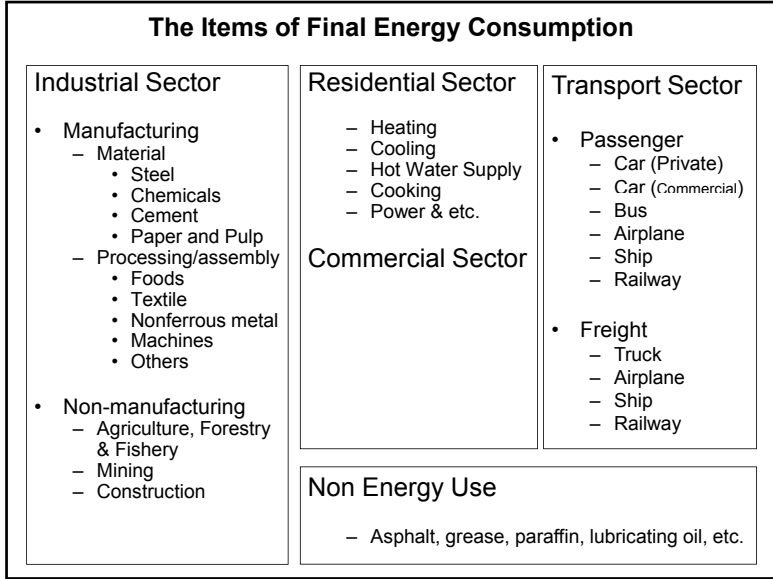 The Items of Final Energy Consumption
Industrial Sector
• Manufacturing
– Material
• Steel
• Chemicals
• Cement
• Paper and Pulp
– Processing/assembly
• Foods
• Textile
• Nonferrous metal
• Machines
• Others
• Non-manufacturing
– Agriculture, Forestry
& Fishery
– Mining
– Construction
Residential Sector
– Heating
– Cooling
– Hot Water Supply
– Cooking
– Power & etc.
Commercial Sector
Transport Sector
• Passenger
– Car (Private)
– Car (Commercial)
– Bus
– Airplane
– Ship
– Railway
• Freight
– Truck
– Airplane
– Ship
– Railway
Non Energy Use
– Asphalt, grease, paraffin, lubricating oil, etc.